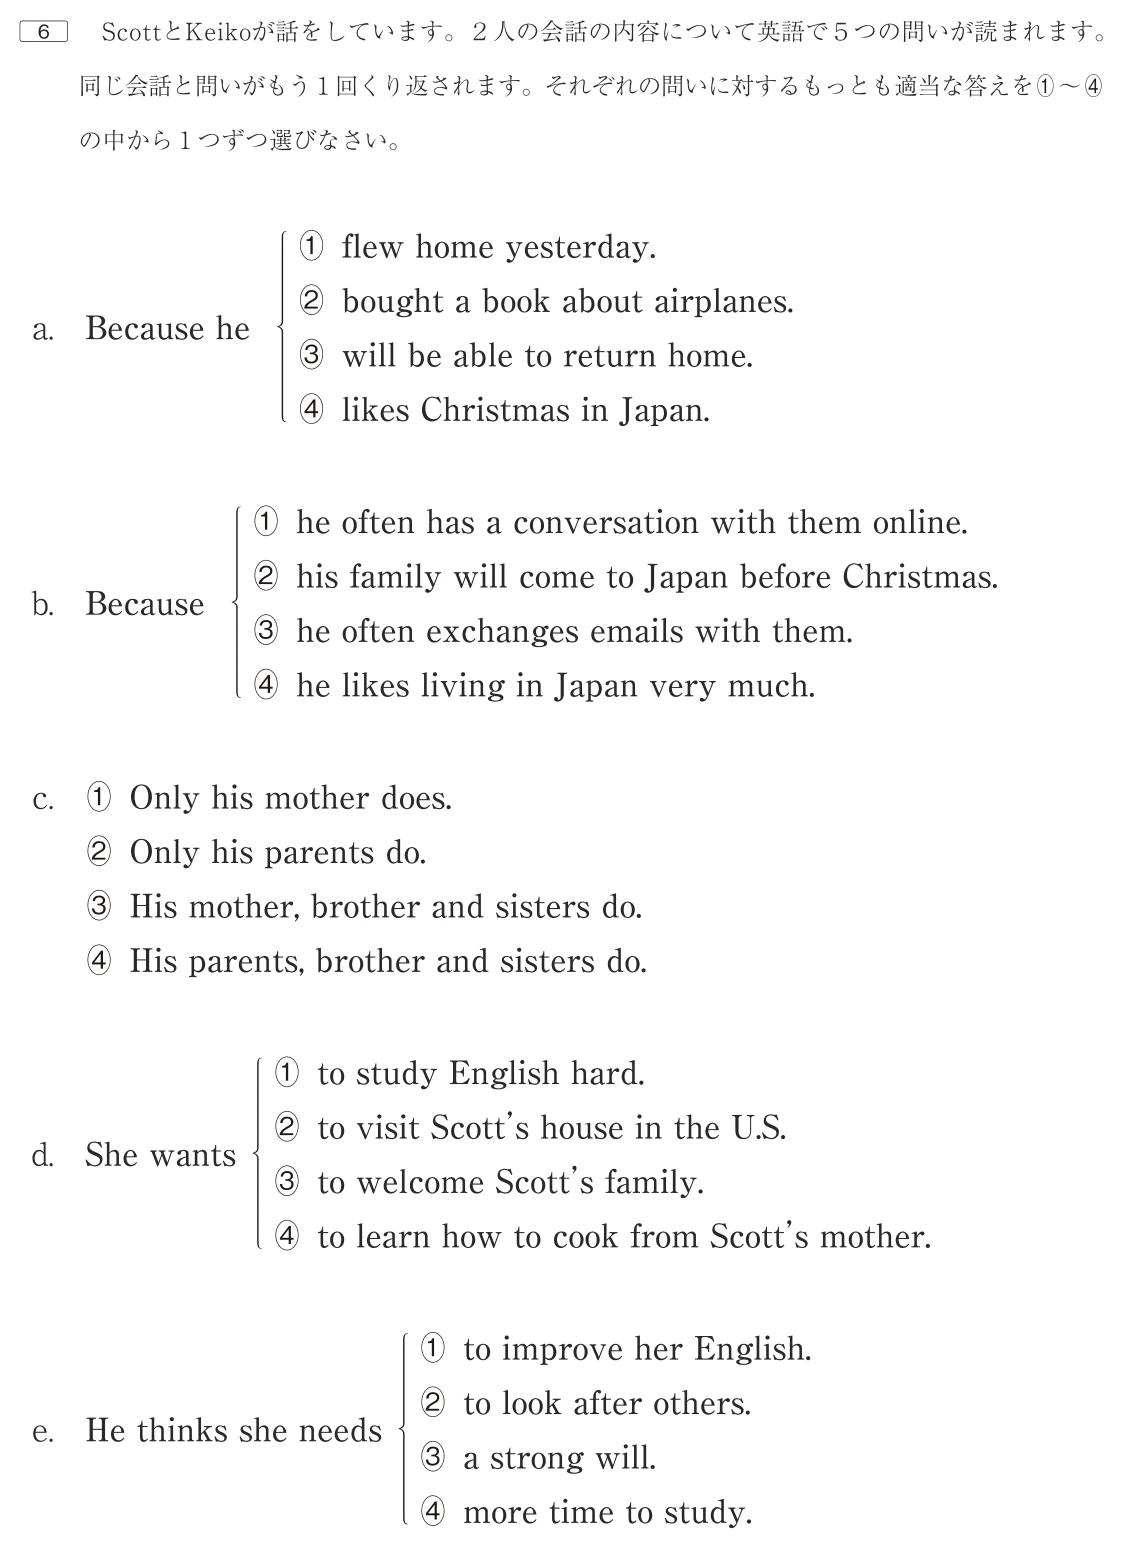 6 ScottとKeikoが話をしています。２人の会話の内容について英語で５つの問いが読まれます。
同じ会話と問いがもう１回くり返されます。それぞれの問いに対するもっとも適当な答えを①～④
の中から１つずつ選びなさい。
a. Because he
① flew home yesterday.
② bought a book about airplanes.
③ will be able to return home.
④ likes Christmas in Japan.
b. Because
① he often has a conversation with them online.
② his family will come to Japan before Christmas.
③ he often exchanges emails with them.
④ he likes living in Japan very much.
c. ① Only his mother does.
② Only his parents do.
③ His mother, brother and sisters do.
④ His parents, brother and sisters do.
d. She wants
① to study English hard.
② to visit Scott's house in the U.S.
③ to welcome Scott's family.
④ to learn how to cook from Scott's mother.
e. He thinks she needs
① to improve her English.
② to look after others.
③ a strong will.
④ more time to study.